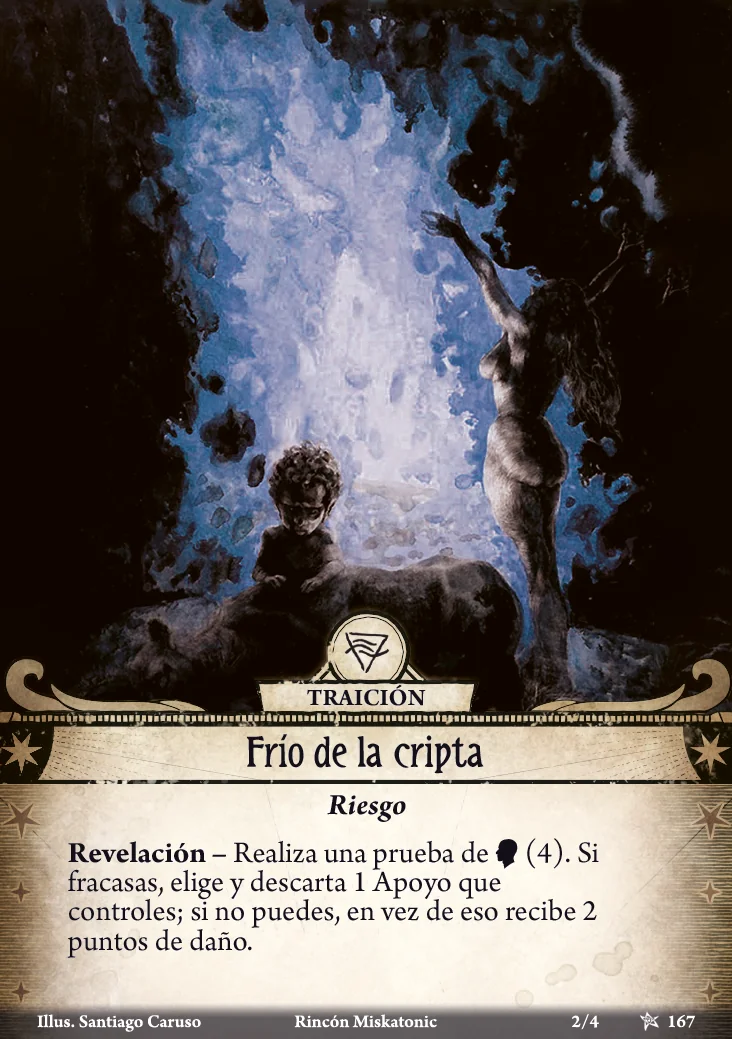 TRAICIÓN
Frío de la cripta
Riesgo
Revelación – Realiza una prueba de (4). Si
fracasas, elige y descarta 1 Apoyo que
controles; si no puedes, en vez de eso recibe 2
puntos de daño.
Illus. Santiago Caruso Rincón Miskatonic 2/4 167